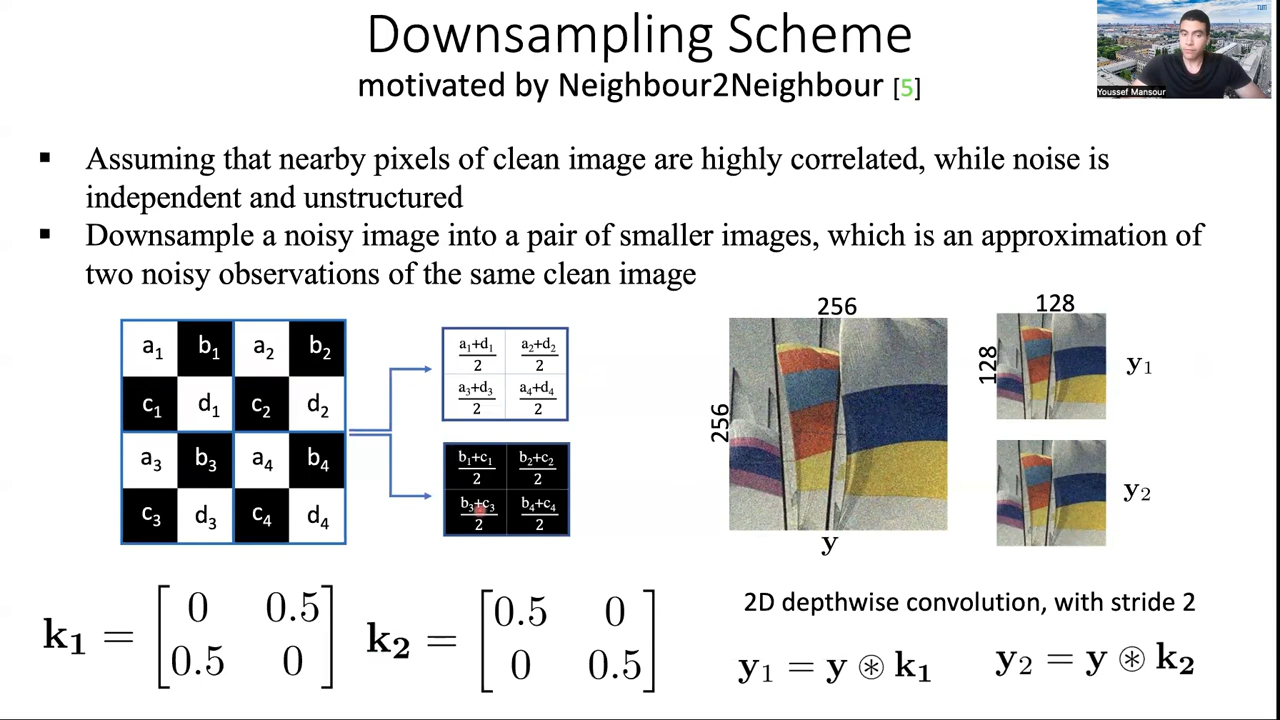 Downsampling Scheme
motivated by Neighbour2Neighbour [5]
TUM
Youssef Mansour
▪ Assuming that nearby pixels of clean image are highly correlated, while noise is
independent and unstructured
▪ Downsample a noisy image into a pair of smaller images, which is an approximation of
two noisy observations of the same clean image
a₁ b₁ a₂ b₂
c₁ d₁ c₂ d₂
a₃ b₃ a₄ b₄
c₃ d₃ c₄ d₄
a₁+d₁/2 a₂+d₂/2
a₃+d₃/2 a₄+d₄/2
b₁+c₁/2 b₂+c₂/2
b₃+c₃/2 b₄+c₄/2
256
256
y
128
128
y₁
y₂
k₁ = [0 0.5
0.5 0]
k₂ = [0.5 0
0 0.5]
2D depthwise convolution, with stride 2
y₁ = y ⊛ k₁ y₂ = y ⊛ k₂